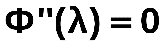 Φ"(λ) = 0